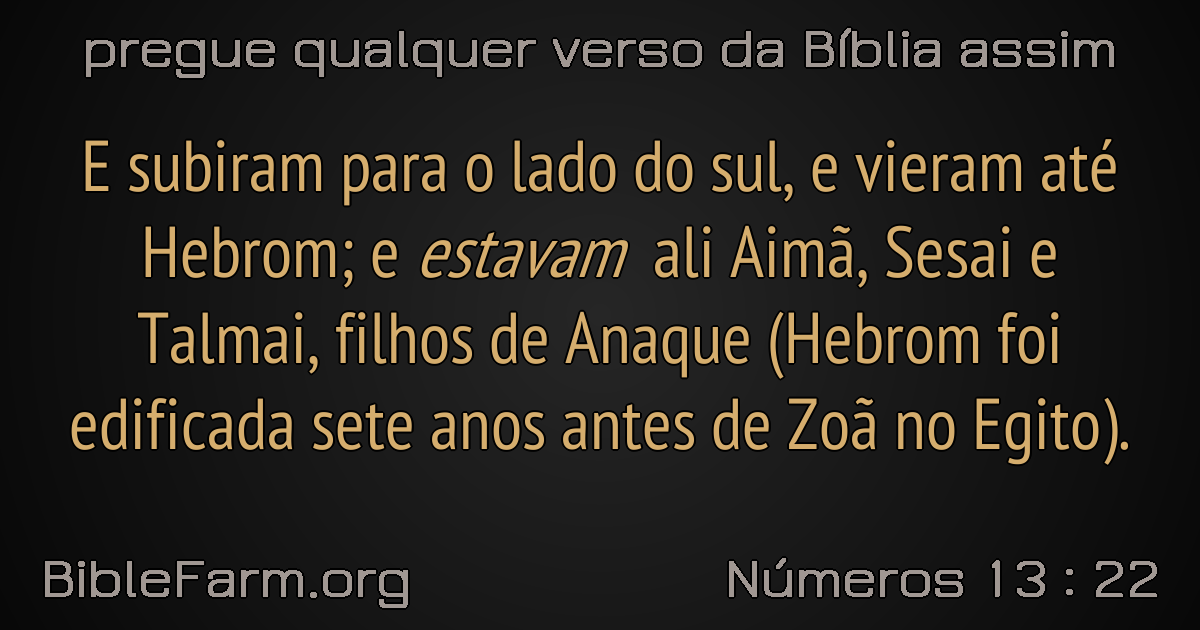 pregue qualquer verso da Bíblia assim
E subiram para o lado do sul, e vieram até
Hebrom; e estavam ali Aimã, Sesai e
Talmai, filhos de Anaque (Hebrom foi
edificada sete anos antes de Zoã no Egito).
BibleFarm.org
Números 13 : 22